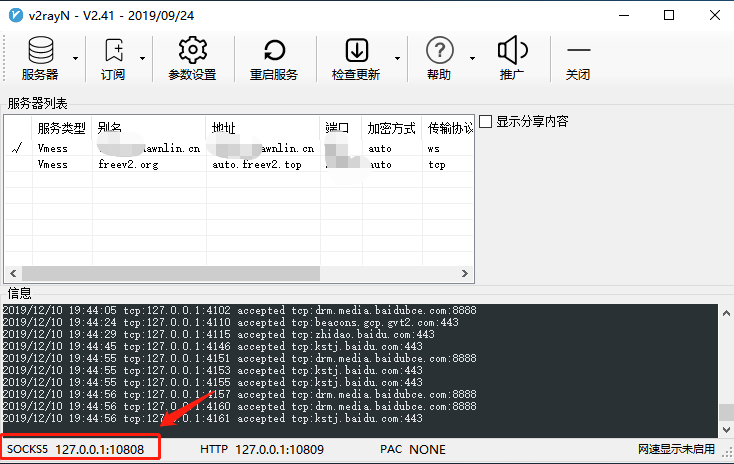 v2rayN - V2.41 - 2019/09/24
服务器 订阅 参数设置 重启服务 检查更新 帮助 推广 关闭
服务器列表
服务类型 别名 地址 端口 加密方式 传输协议
显示分享内容
Vmess awnlin.cn awnlin.cn auto ws
Vmess freev2.org auto.freev2.top auto tcp
信息
2019/12/10 19:44:05 tcp:127.0.0.1:4102 accepted tcp:drm.media.baidubce.com:8888
2019/12/10 19:44:24 tcp:127.0.0.1:4110 accepted tcp:beacons.gcp.gvt2.com:443
2019/12/10 19:44:29 tcp:127.0.0.1:4115 accepted tcp:zhidao.baidu.com:443
2019/12/10 19:44:45 tcp:127.0.0.1:4146 accepted tcp:kstj.baidu.com:443
2019/12/10 19:44:55 tcp:127.0.0.1:4151 accepted tcp:drm.media.baidubce.com:8888
2019/12/10 19:44:55 tcp:127.0.0.1:4153 accepted tcp:kstj.baidu.com:443
2019/12/10 19:44:55 tcp:127.0.0.1:4155 accepted tcp:kstj.baidu.com:443
2019/12/10 19:44:56 tcp:127.0.0.1:4157 accepted tcp:drm.media.baidubce.com:8888
2019/12/10 19:44:56 tcp:127.0.0.1:4160 accepted tcp:drm.media.baidubce.com:8888
2019/12/10 19:44:56 tcp:127.0.0.1:4161 accepted tcp:kstj.baidu.com:443
SOCKS5 127.0.0.1:10808 HTTP 127.0.0.1:10809 PAC NONE 网速显示未启用